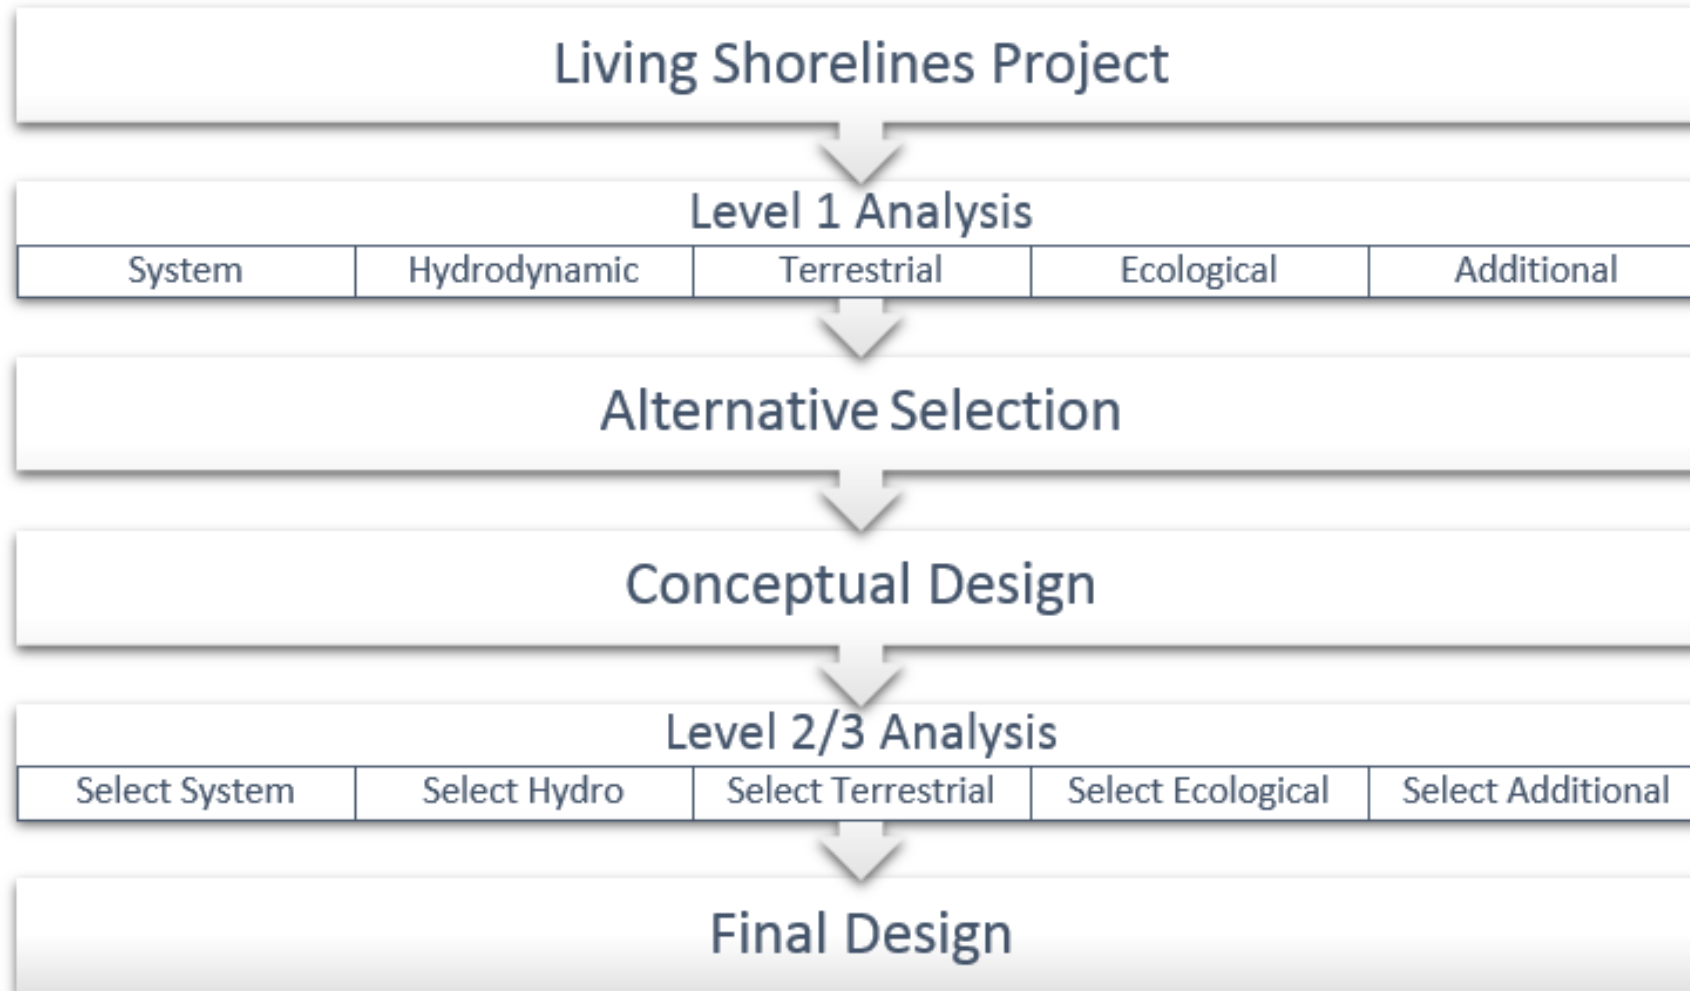 Living Shorelines Project
Level 1 Analysis
System Hydrodynamic Terrestrial Ecological Additional
Alternative Selection
Conceptual Design
Level 2/3 Analysis
Select System Select Hydro Select Terrestrial Select Ecological Select Additional
Final Design